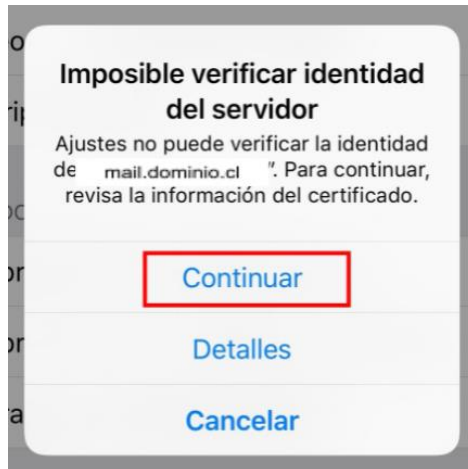 Imposible verificar identidad
del servidor
Ajustes no puede verificar la identidad
de mail.dominio.cl ”. Para continuar,
revisa la información del certificado.
Continuar
Detalles
Cancelar